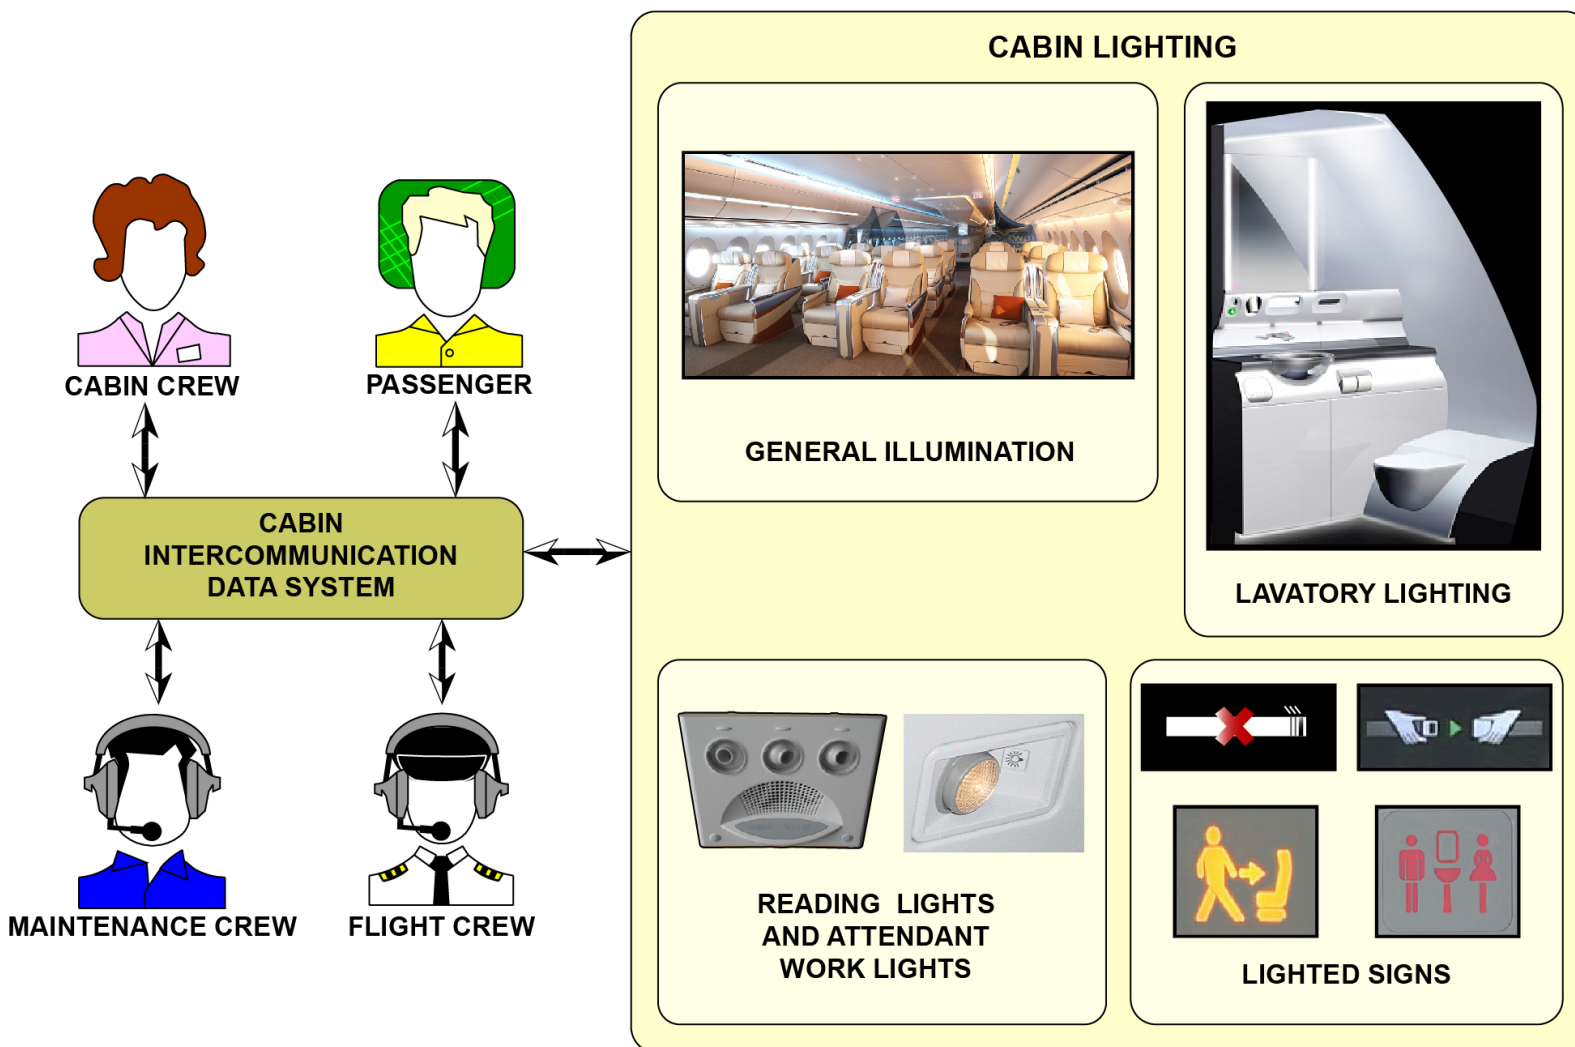 CABIN LIGHTING
CABIN CREW
PASSENGER
CABIN
INTERCOMMUNICATION
DATA SYSTEM
MAINTENANCE CREW
FLIGHT CREW
GENERAL ILLUMINATION
LAVATORY LIGHTING
READING LIGHTS
AND ATTENDANT
WORK LIGHTS
LIGHTED SIGNS